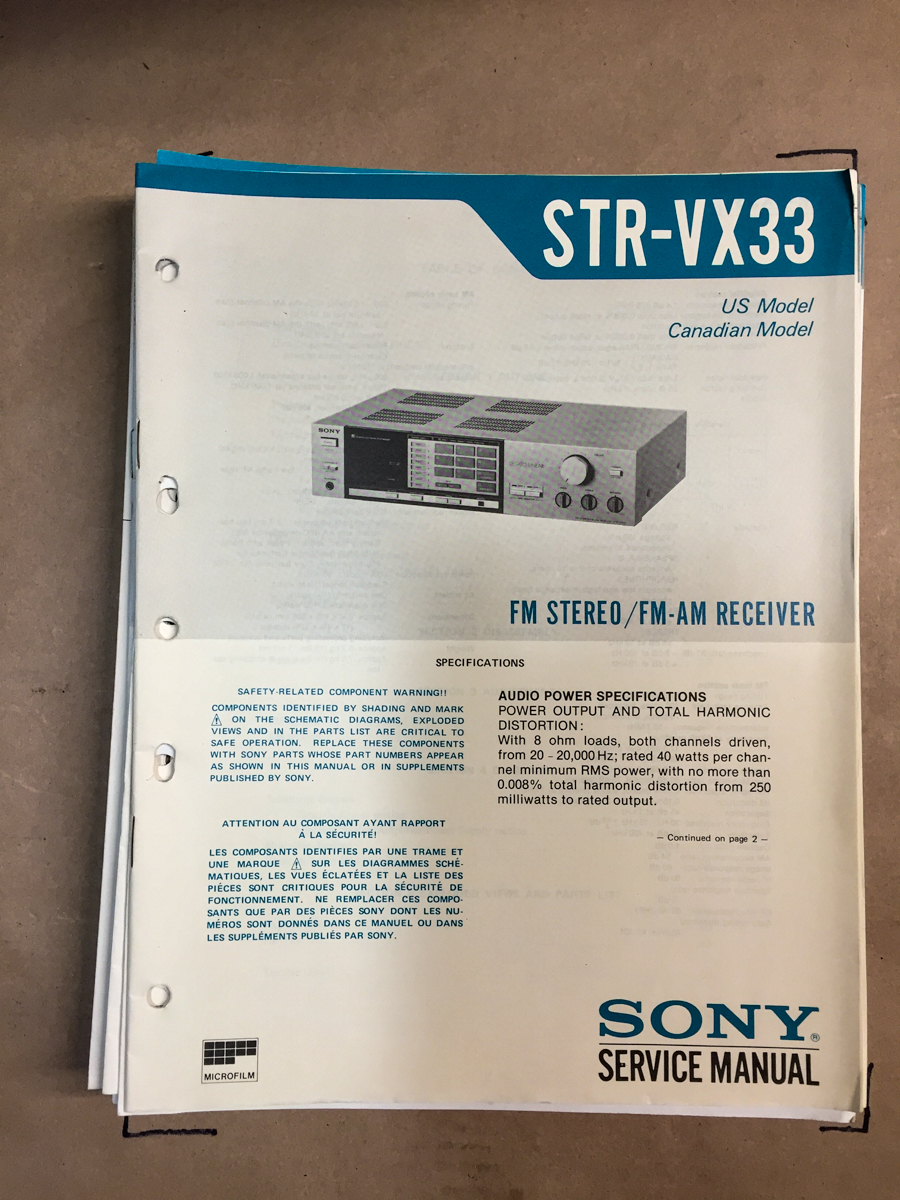 STR-VX33
US Model
Canadian Model
SONY
FM STEREO/FM-AM RECEIVER
SPECIFICATIONS
SAFETY-RELATED COMPONENT WARNING!!
COMPONENTS IDENTIFIED BY SHADING AND MARK
⚠ ON THE SCHEMATIC DIAGRAMS, EXPLODED
VIEWS AND IN THE PARTS LIST ARE CRITICAL TO
SAFE OPERATION. REPLACE THESE COMPONENTS
WITH SONY PARTS WHOSE PART NUMBERS APPEAR
AS SHOWN IN THIS MANUAL OR IN SUPPLEMENTS
PUBLISHED BY SONY.
ATTENTION AU COMPOSANT AYANT RAPPORT
À LA SÉCURITÉ!
LES COMPOSANTS IDENTIFIES PAR UNE TRAME ET
UNE MARQUE ⚠ SUR LES DIAGRAMMES SCHÉ-
MATIQUES, LES VUES ÉCLATÉES ET LA LISTE DES
PIÉCES SONT CRITIQUES POUR LA SÉCURITÉ DE
FONCTIONNEMENT. NE REMPLACER CES COMPO-
SANTS QUE PAR DES PIÈCES SONY DONT LES NU-
MÉROS SONT DONNÉS DANS CE MANUEL OU DANS
LES SUPPLÉMENTS PUBLIÉS PAR SONY.
AUDIO POWER SPECIFICATIONS
POWER OUTPUT AND TOTAL HARMONIC
DISTORTION:
With 8 ohm loads, both channels driven,
from 20 – 20,000 Hz; rated 40 watts per chan-
nel minimum RMS power, with no more than
0.008% total harmonic distortion from 250
milliwatts to rated output.
— Continued on page 2 —
MICROFILM
SONY®
SERVICE MANUAL